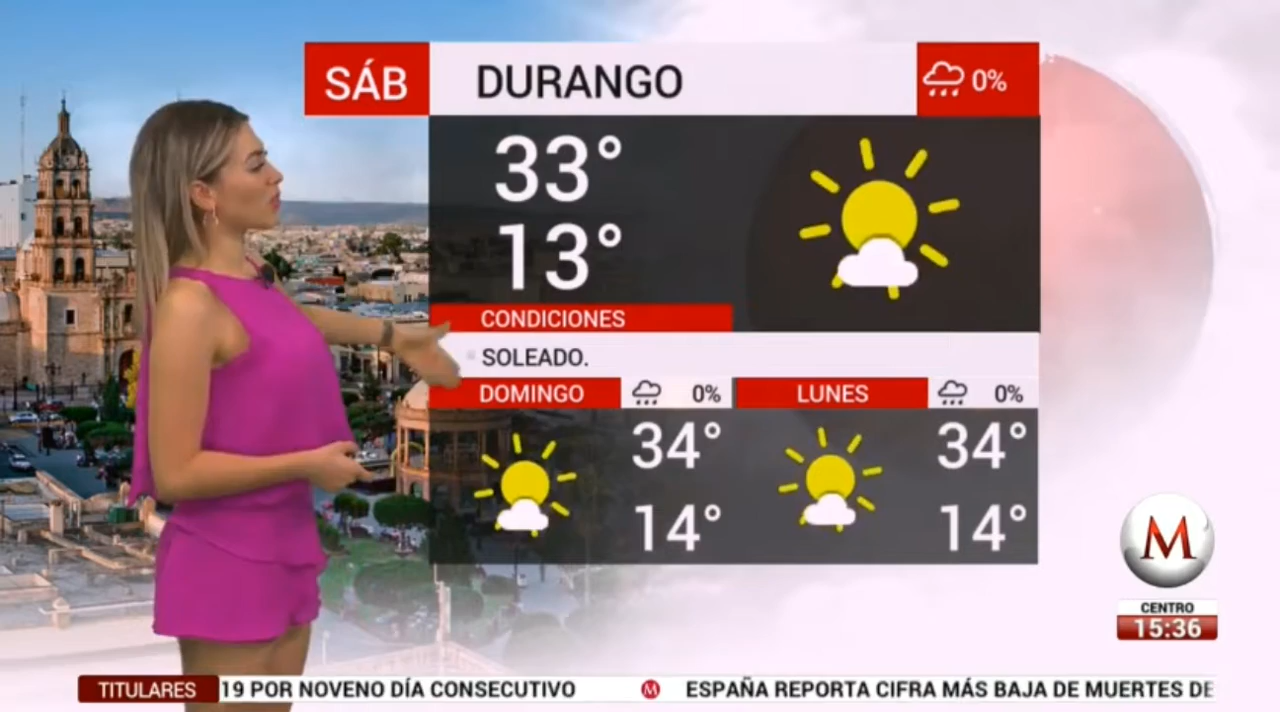 SÁB
DURANGO
0%
33°
13°
CONDICIONES
SOLEADO.
DOMINGO
0%
LUNES
0%
34°
14°
34°
14°
M
CENTRO
15:36
TITULARES
19 POR NOVENO DÍA CONSECUTIVO M ESPAÑA REPORTA CIFRA MÁS BAJA DE MUERTES DE